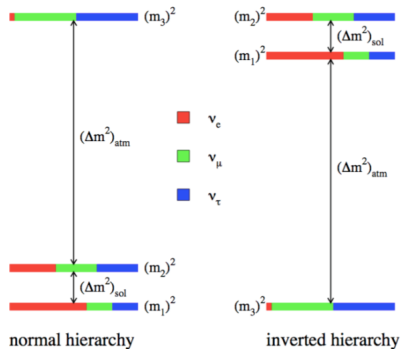 (m₃)²
(m₂)²
(Δm²)sol
(m₁)²
(Δm²)atm
νe
νμ
ντ
(Δm²)atm
(m₂)²
(Δm²)sol
(m₁)²
(m₃)²
normal hierarchy
inverted hierarchy